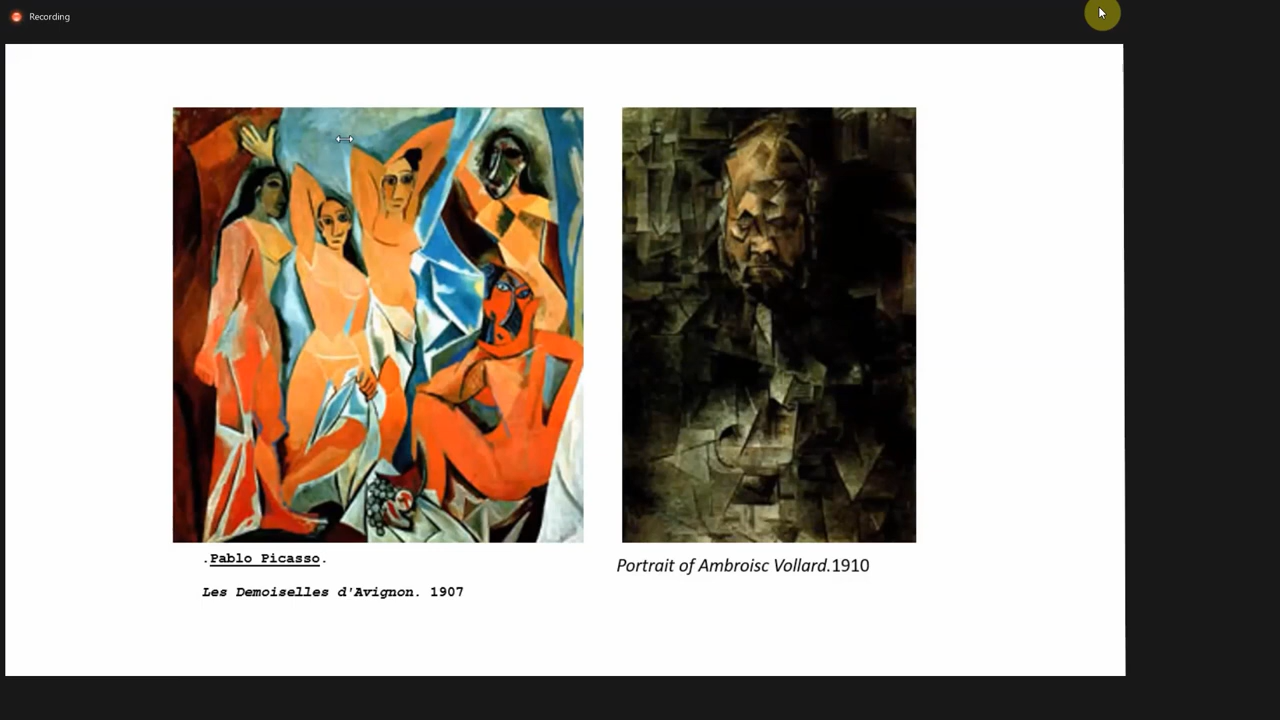 Recording
.Pablo Picasso.
Les Demoiselles d'Avignon. 1907
Portrait of Ambroisc Vollard.1910